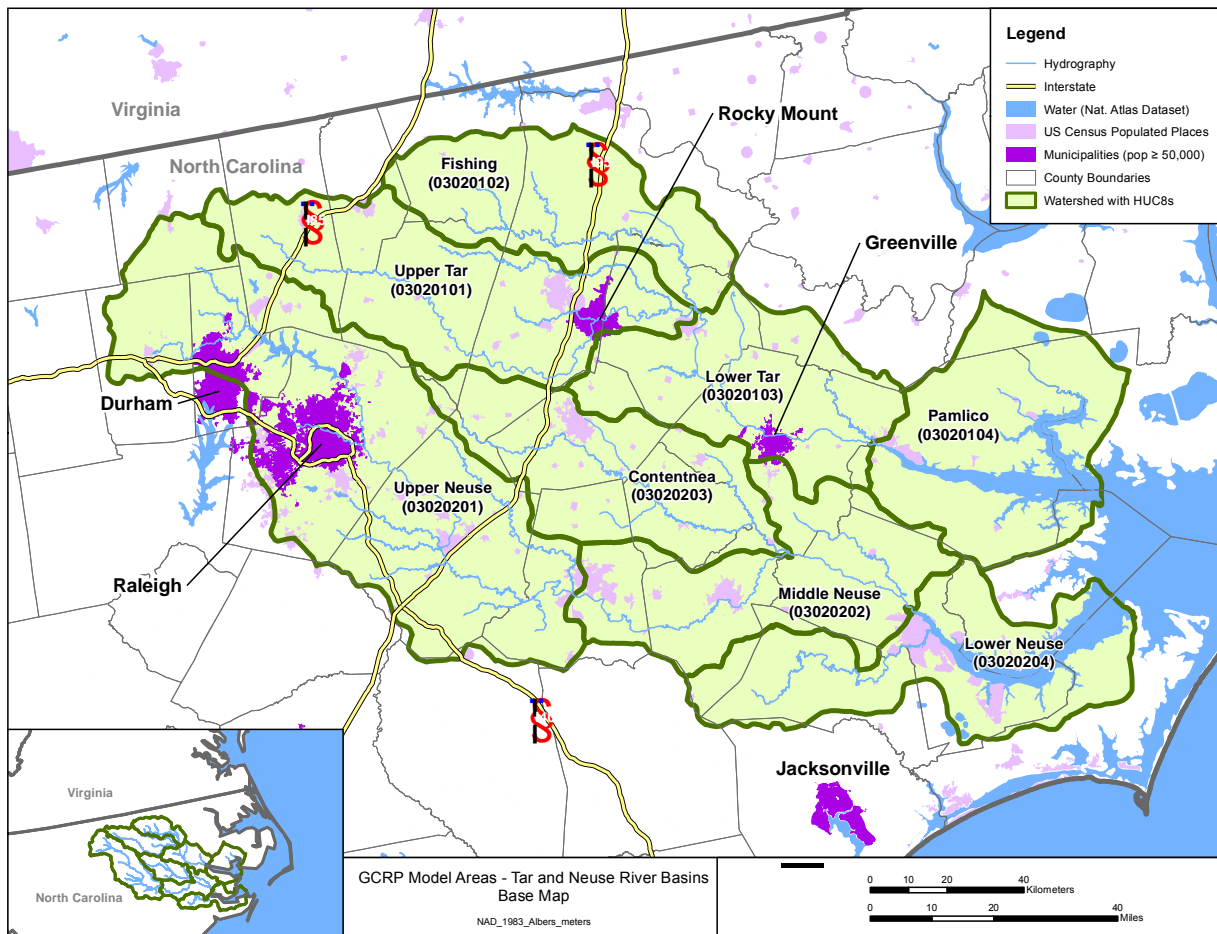 Legend
Hydrography
Interstate
Water (Nat. Atlas Dataset)
US Census Populated Places
Municipalities (pop ≥ 50,000)
County Boundaries
Watershed with HUC8s
Virginia
North Carolina
Rocky Mount
Fishing
(03020102)
Greenville
Upper Tar
(03020101)
Lower Tar
(03020103)
Durham
Pamlico
(03020104)
Contentnea
(03020203)
Upper Neuse
(03020201)
Raleigh
Middle Neuse
(03020202)
Lower Neuse
(03020204)
Jacksonville
Virginia
North Carolina
GCRP Model Areas - Tar and Neuse River Basins
Base Map
NAD_1983_Albers_meters
0 10 20 40
Kilometers
0 10 20 40
Miles